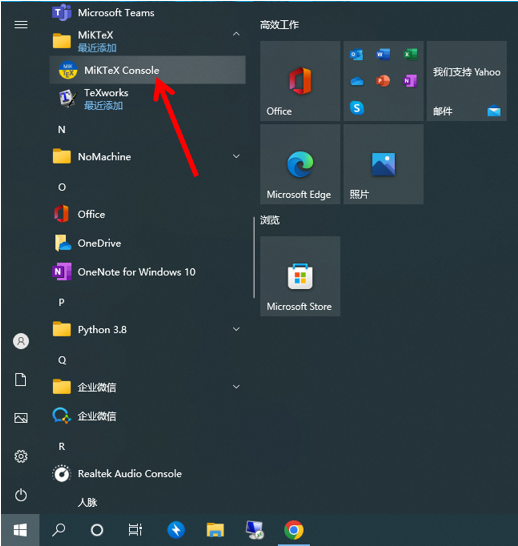 Microsoft Teams
MiKTeX
最近添加
MiKTeX Console
TeXworks
最近添加
N
NoMachine
O
Office
OneDrive
OneNote for Windows 10
P
Python 3.8
Q
企业微信
企业微信
R
Realtek Audio Console
人脉
高效工作
Office
我们支持 Yahoo
邮件
Microsoft Edge
照片
浏览
Microsoft Store